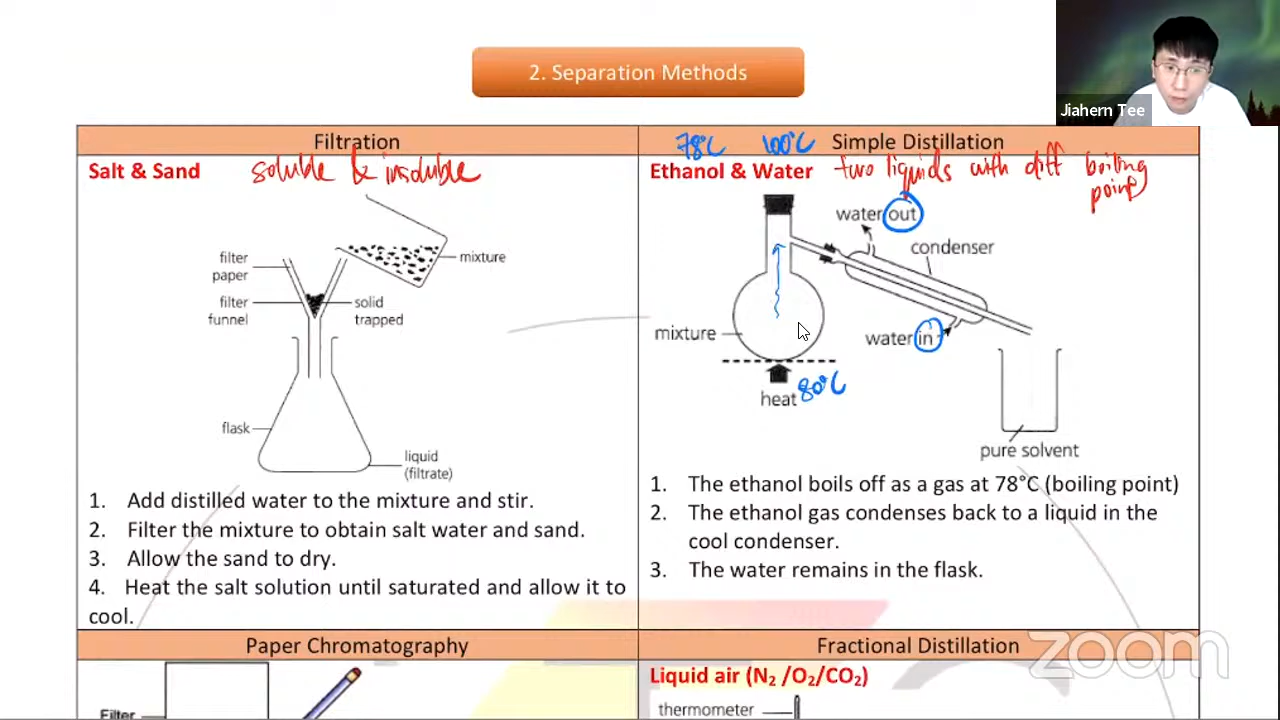 2. Separation Methods
Jiahern Tee
Filtration
Salt & Sand soluble & insoluble
filter
paper
mixture
filter
funnel
solid
trapped
flask
liquid
(filtrate)
1. Add distilled water to the mixture and stir.
2. Filter the mixture to obtain salt water and sand.
3. Allow the sand to dry.
4. Heat the salt solution until saturated and allow it to
cool.
78°C 100°C Simple Distillation
Ethanol & Water two liquids with diff boiling
point
water out
condenser
mixture
water in
heat 80°C
pure solvent
1. The ethanol boils off as a gas at 78°C (boiling point)
2. The ethanol gas condenses back to a liquid in the
cool condenser.
3. The water remains in the flask.
Paper Chromatography
Filter
Fractional Distillation
Liquid air (N₂ /O₂/CO₂)
thermometer
zoom